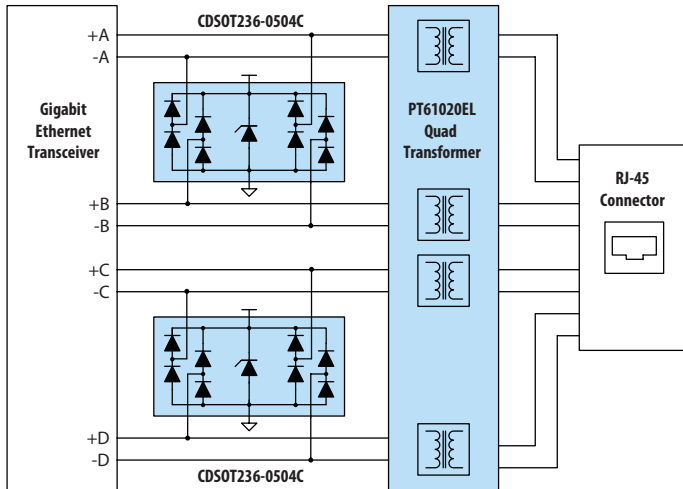 CDSOT236-0504C
+A
-A
Gigabit
Ethernet
Transceiver
PT61020EL
Quad
Transformer
RJ-45
Connector
+B
-B
+C
-C
+D
-D
CDSOT236-0504C